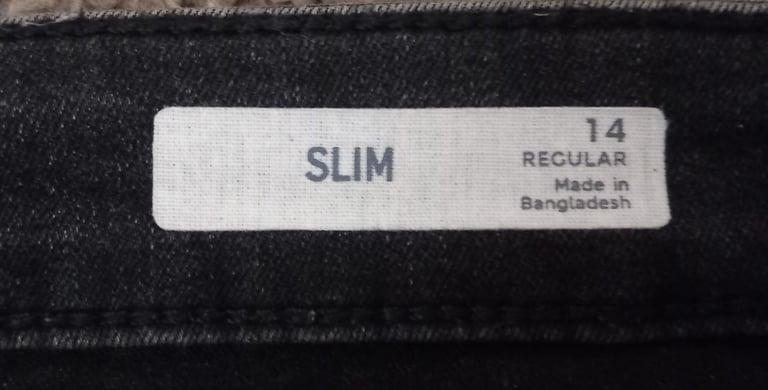 SLIM
14
REGULAR
Made in
Bangladesh